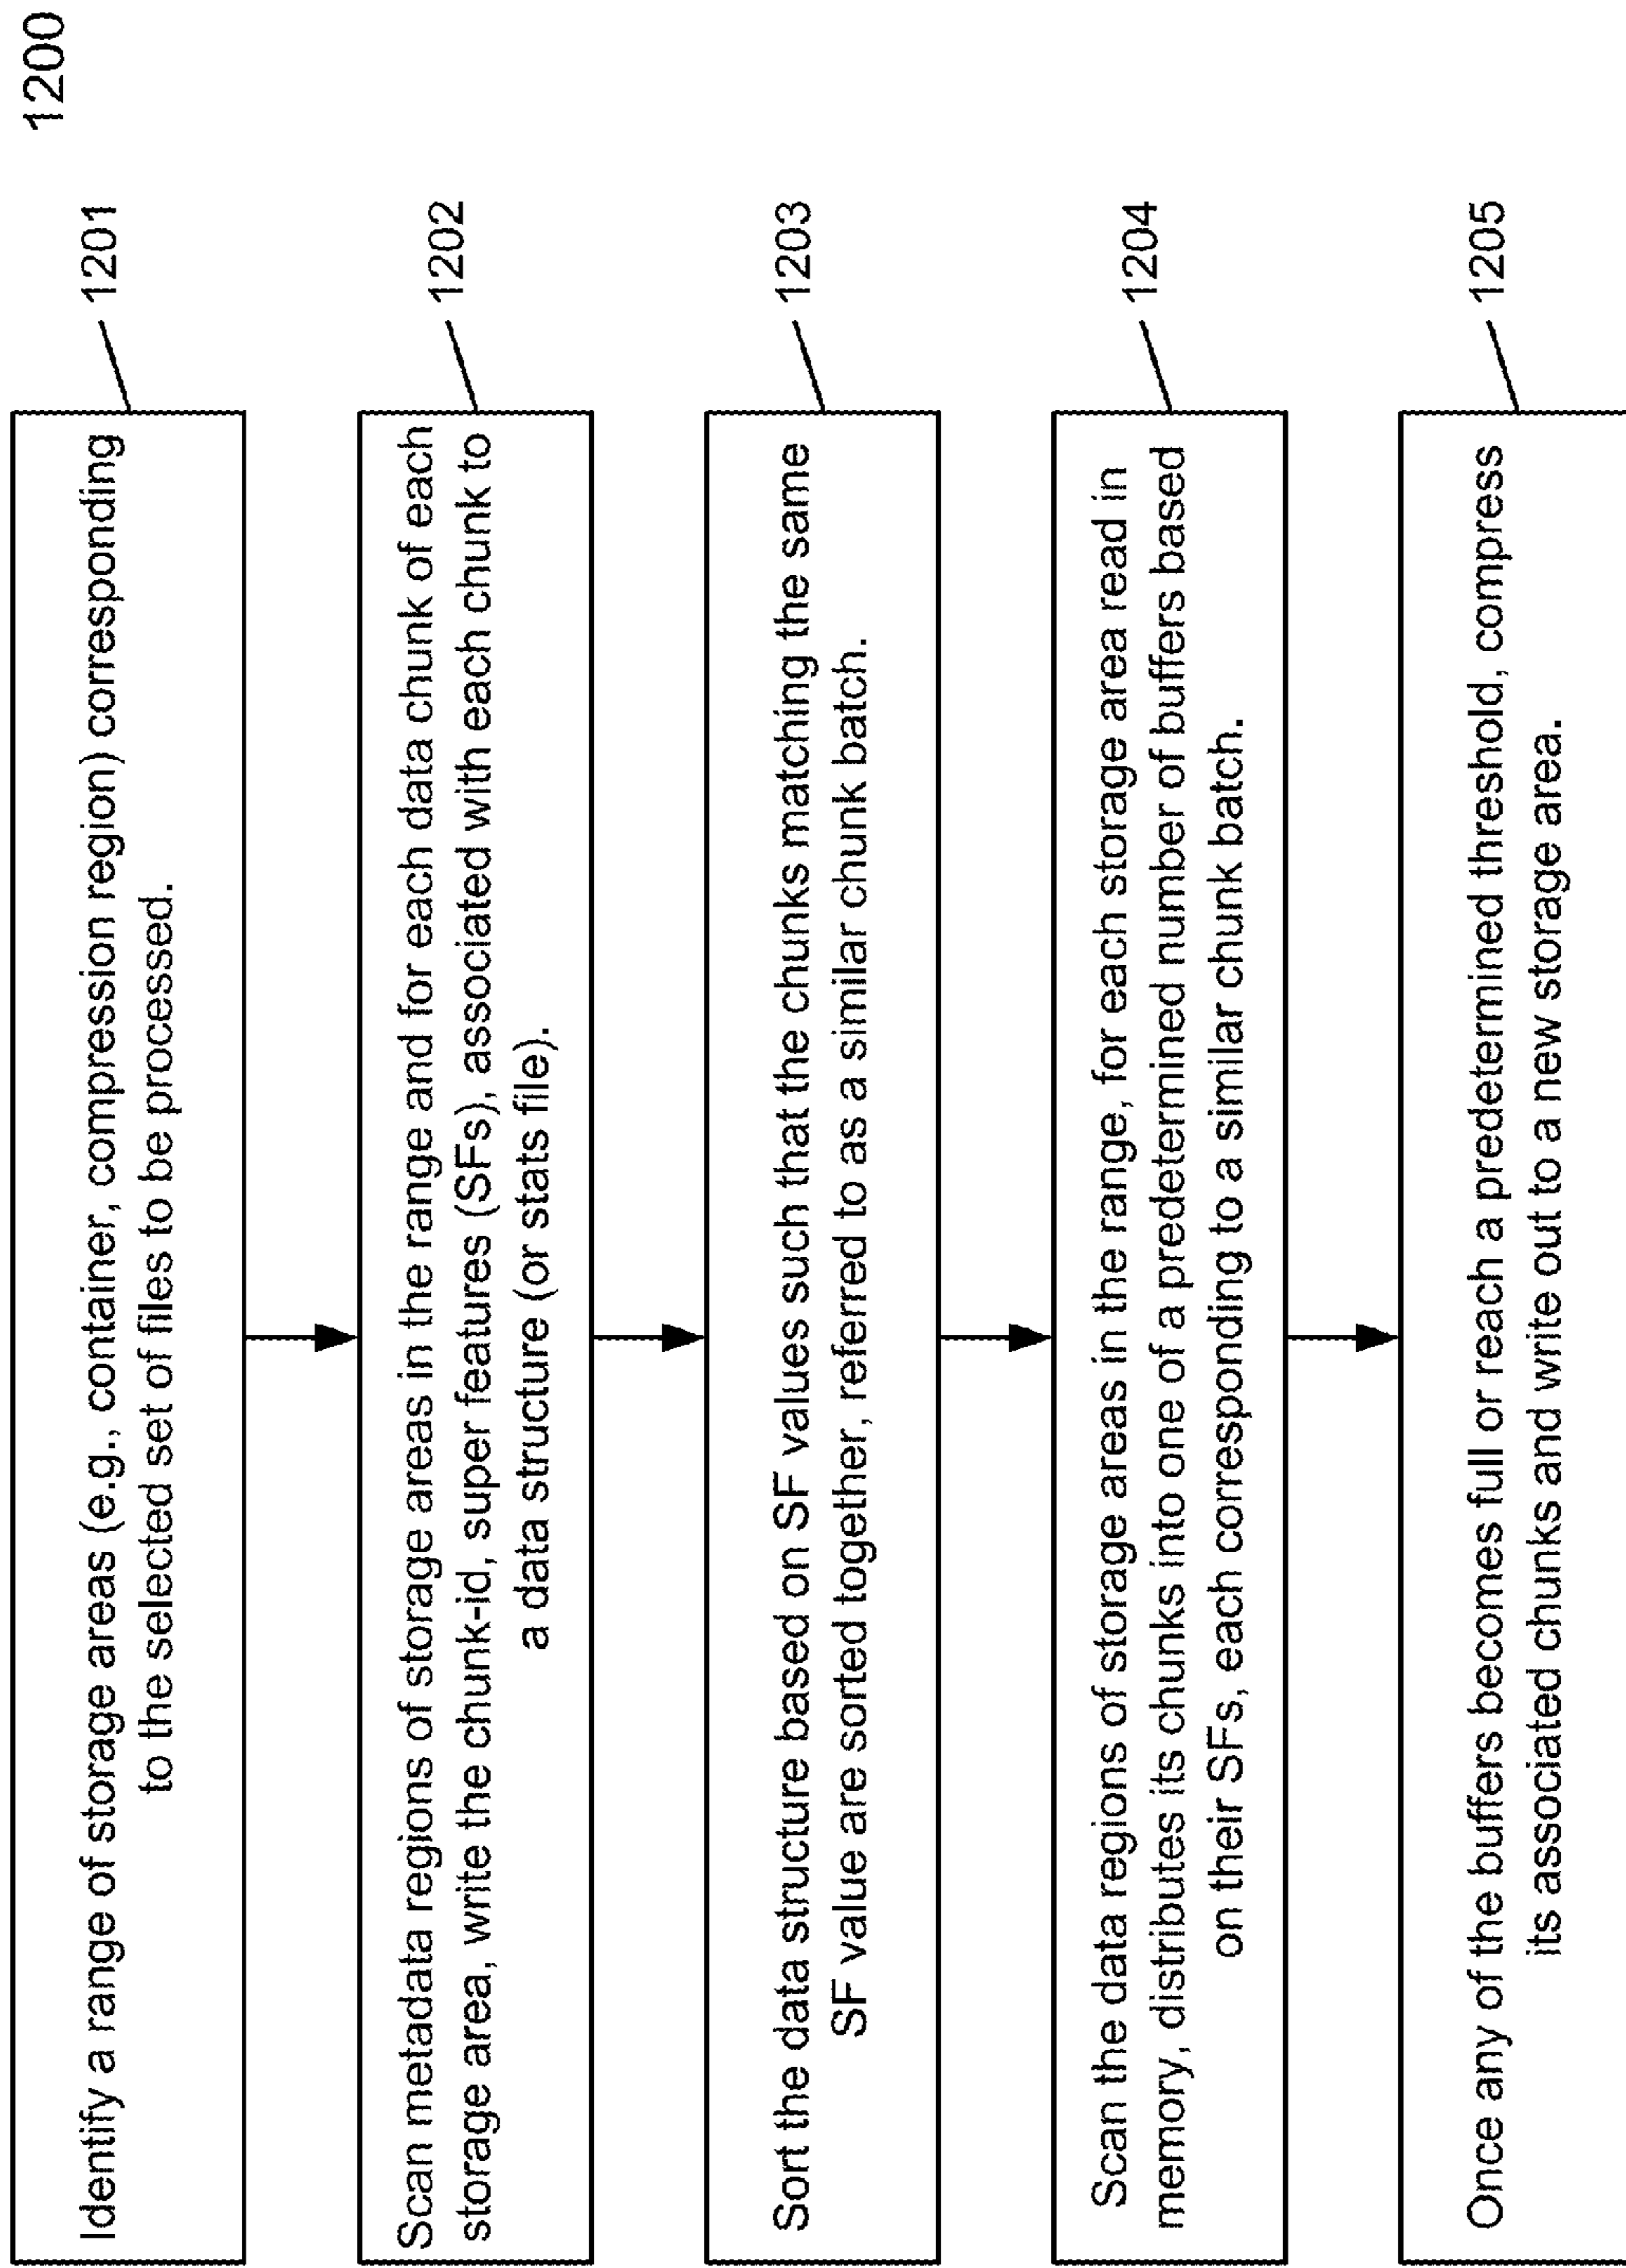 1200
Identify a range of storage areas (e.g., container, compression region) corresponding
to the selected set of files to be processed.
1201
Scan metadata regions of storage areas in the range and for each data chunk of each
storage area, write the chunk-id, super features (SFs), associated with each chunk to
a data structure (or stats file).
1202
Sort the data structure based on SF values such that the chunks matching the same
SF value are sorted together, referred to as a similar chunk batch.
1203
Scan the data regions of storage areas in the range, for each storage area read in
memory, distributes its chunks into one of a predetermined number of buffers based
on their SFs, each corresponding to a similar chunk batch.
1204
Once any of the buffers becomes full or reach a predetermined threshold, compress
its associated chunks and write out to a new storage area.
1205